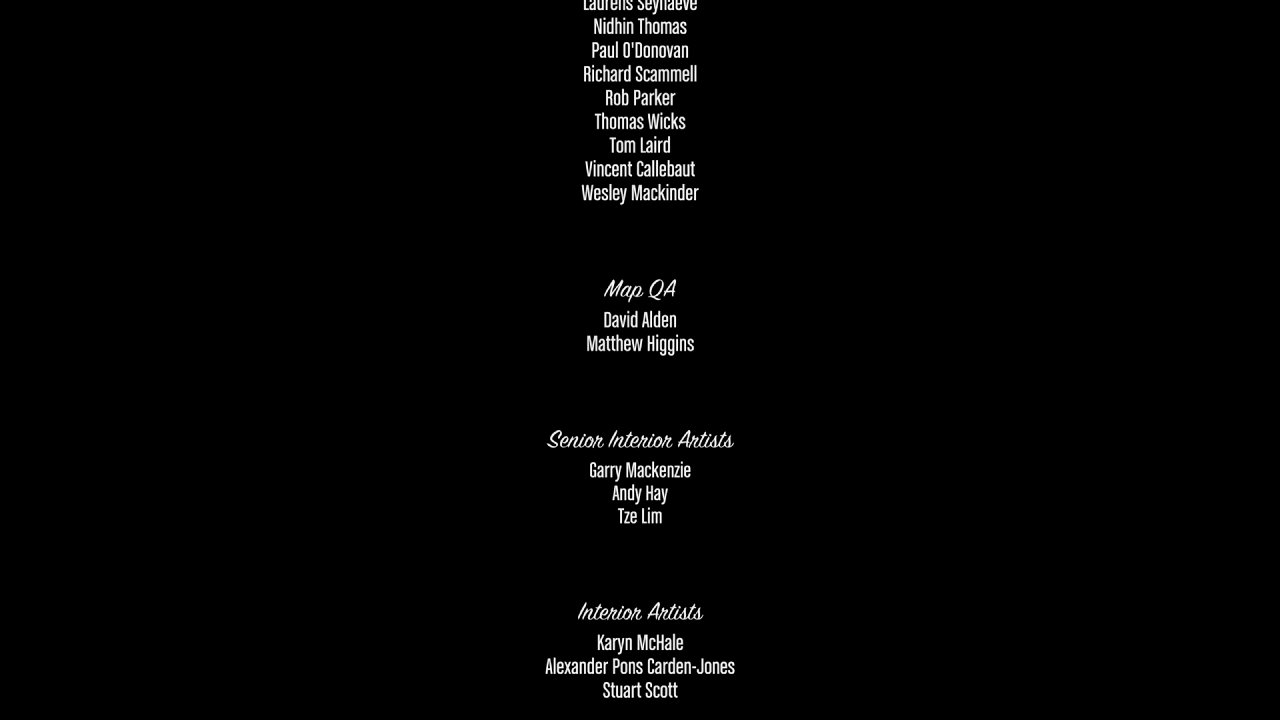 Laurens Seynaeve
Nidhin Thomas
Paul O'Donovan
Richard Scammell
Rob Parker
Thomas Wicks
Tom Laird
Vincent Callebaut
Wesley Mackinder
Map QA
David Alden
Matthew Higgins
Senior Interior Artists
Garry Mackenzie
Andy Hay
Tze Lim
Interior Artists
Karyn McHale
Alexander Pons Carden-Jones
Stuart Scott